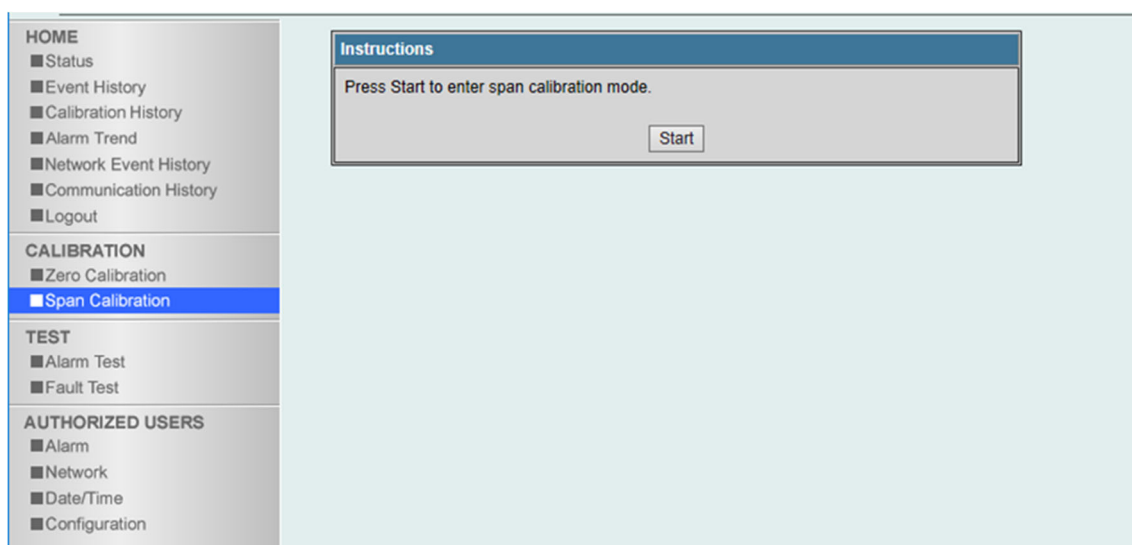 HOME
Status
Event History
Calibration History
Alarm Trend
Network Event History
Communication History
Logout
CALIBRATION
Zero Calibration
Span Calibration
TEST
Alarm Test
Fault Test
AUTHORIZED USERS
Alarm
Network
Date/Time
Configuration
Instructions
Press Start to enter span calibration mode.
Start